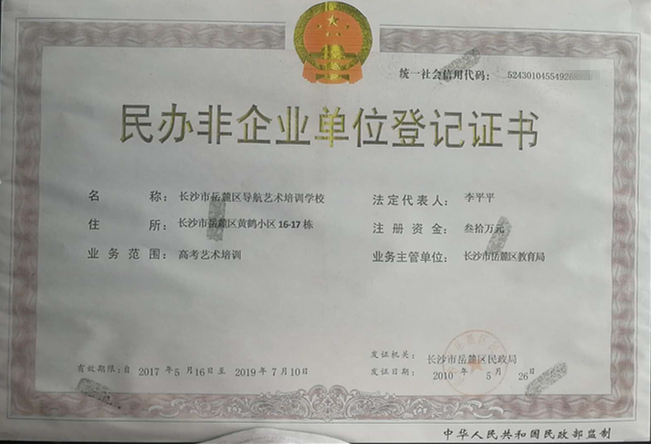 统一社会信用代码： 52430104554926
民办非企业单位登记证书
名称： 长沙市岳麓区导航艺术培训学校
法定代表人： 李平平
住所： 长沙市岳麓区黄鹤小区 16-17 栋
注册资金： 叁拾万元
业务范围： 高考艺术培训
业务主管单位： 长沙市岳麓区教育局
发证机关： 长沙市岳麓区民政局
有效期限：自 2017 年 5 月 16 日至 2019 年 7 月 10 日
发证日期： 2010 年 5 月 26 日
中华人民共和国民政部监制